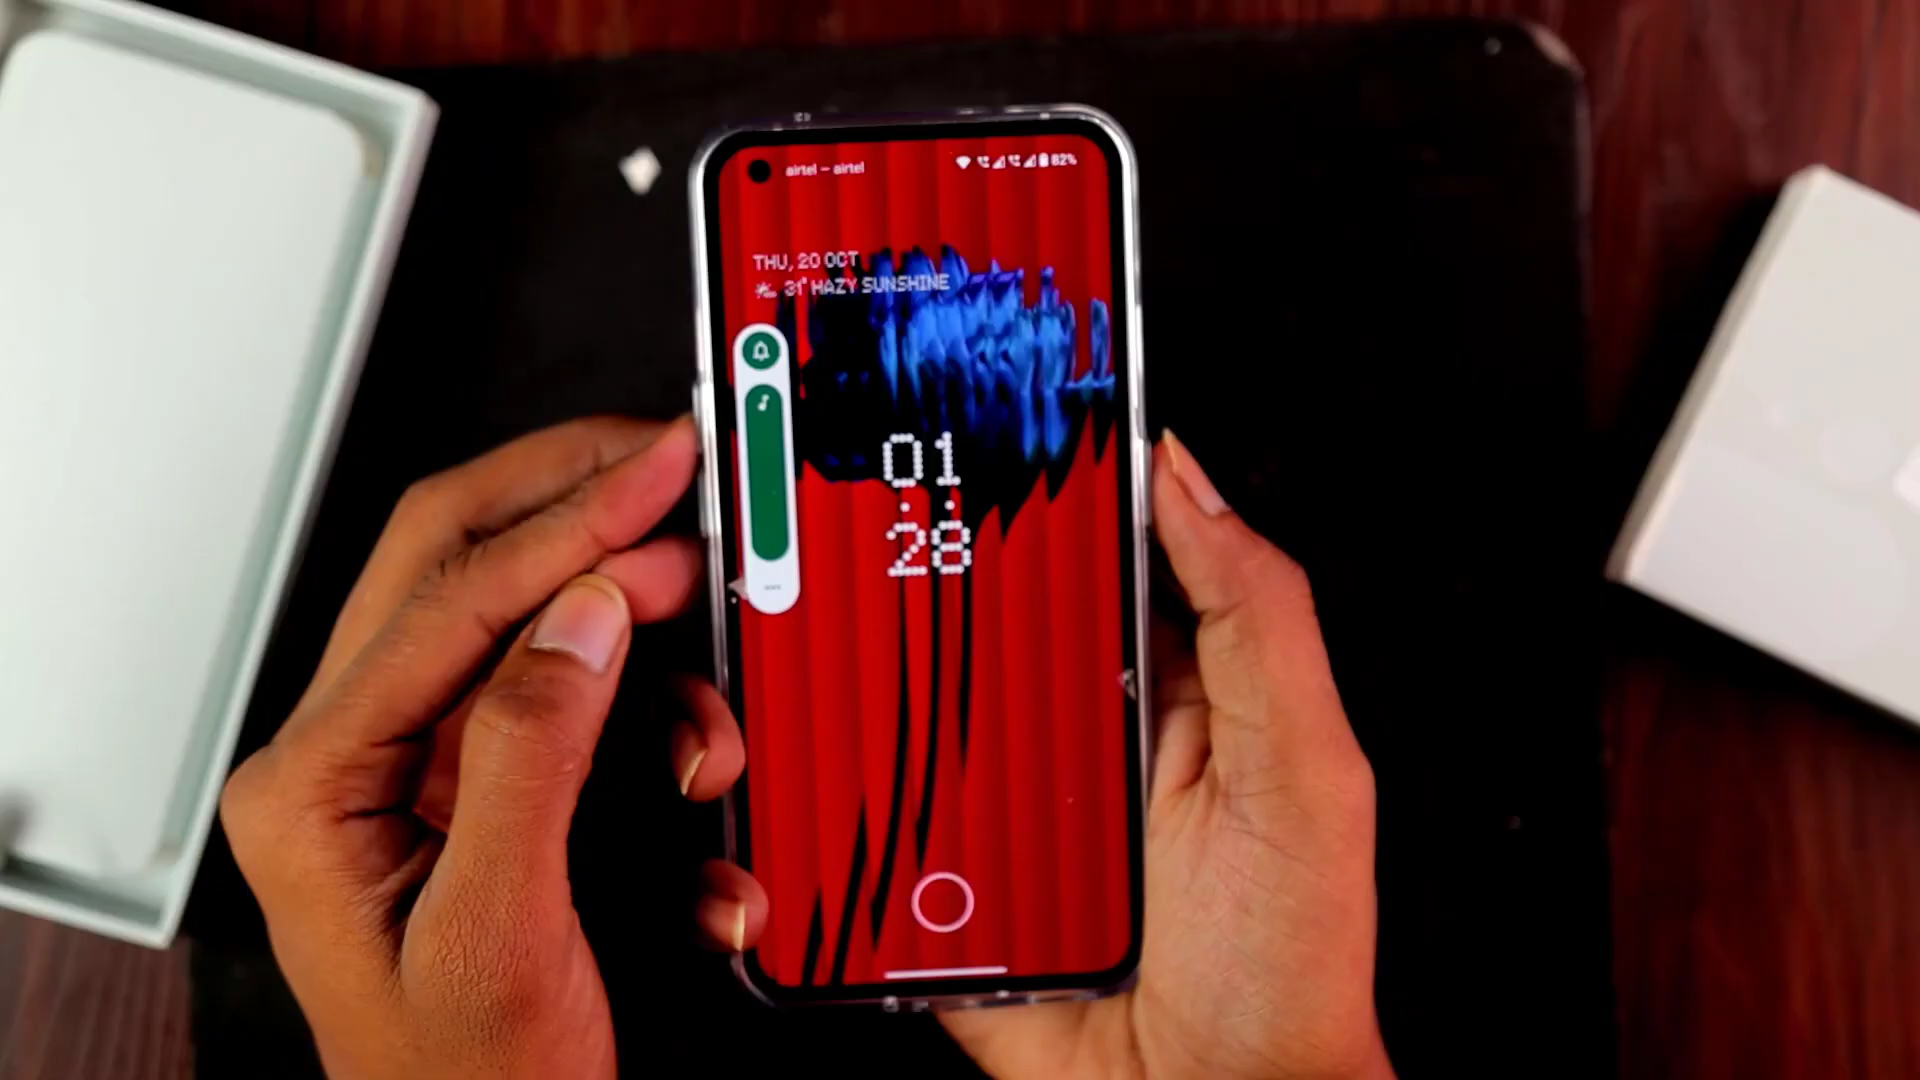 airtel – airtel
82%
THU, 20 OCT
31° HAZY SUNSHINE
01
28